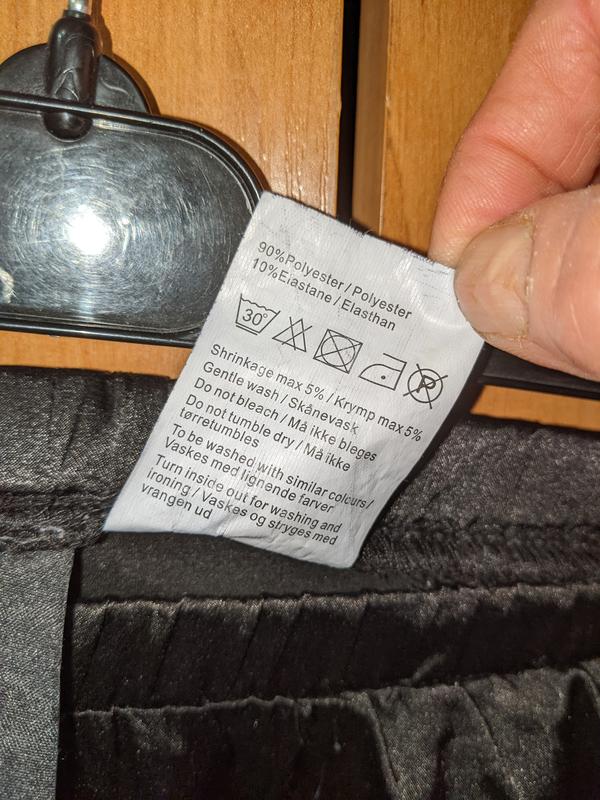 90%Polyester / Polyester
10%Elastane / Elasthan
30°
P
Shrinkage max 5% / Krymp max 5%
Gentle wash / Skånevask
Do not bleach / Må ikke bleges
Do not tumble dry / Må ikke
tørretumbles
To be washed with similar colours/
Vaskes med lignende farver
Turn inside out for washing and
ironing / Vaskes og stryges med
vrangen ud